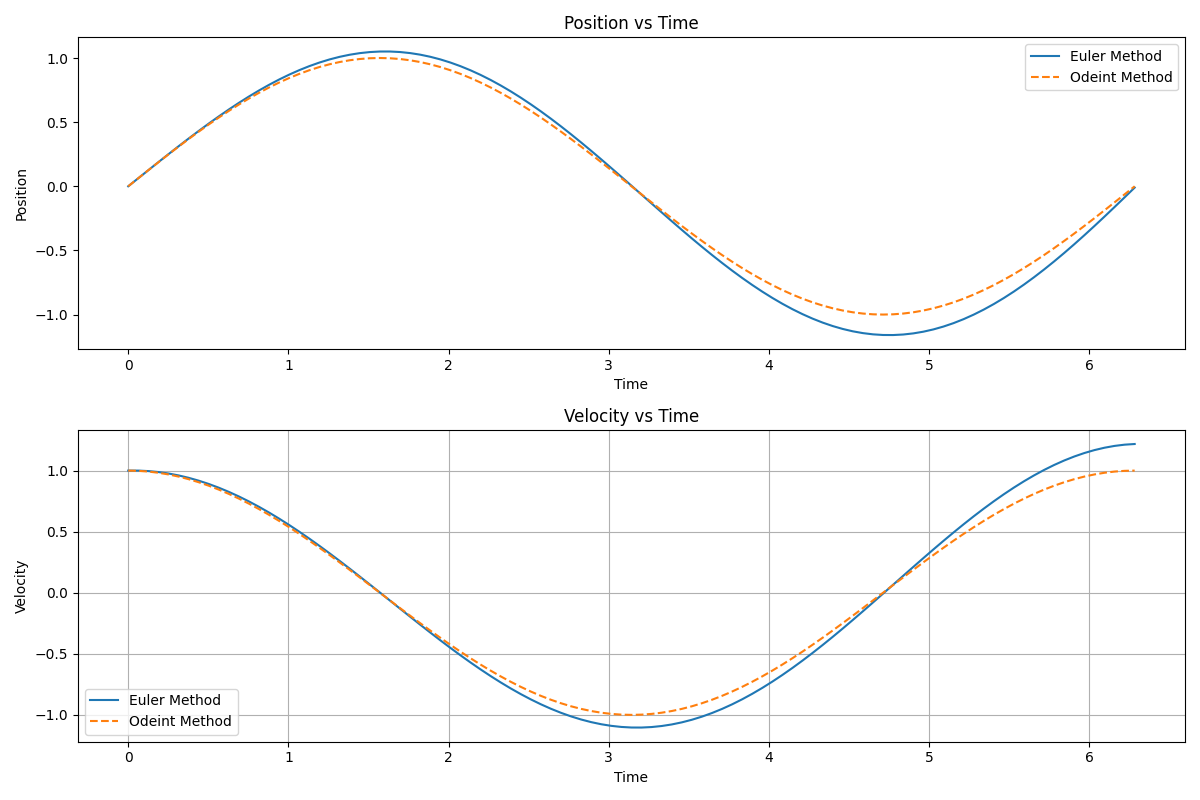 Position vs Time
Euler Method
Odeint Method
1.0
0.5
0.0
−0.5
−1.0
Position
0 1 2 3 4 5 6
Time
Velocity vs Time
1.0
0.5
0.0
−0.5
−1.0
Velocity
Euler Method
Odeint Method
0 1 2 3 4 5 6
Time